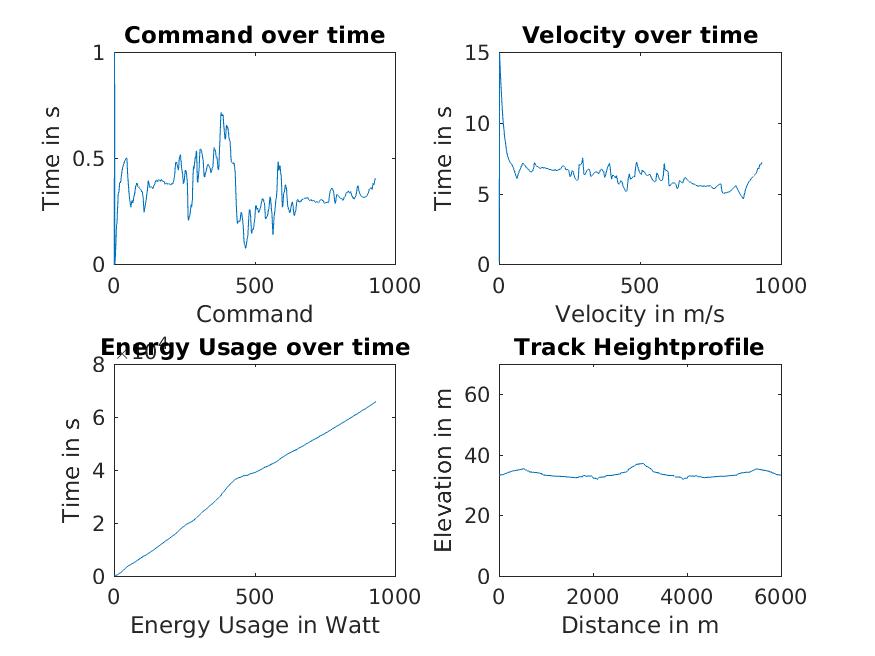 Command over time
1
0.5
0
Time in s
0
500
1000
Command
Velocity over time
15
10
5
0
Time in s
0
500
1000
Velocity in m/s
Energy Usage over time
×10⁴
8
6
4
2
0
Time in s
0
500
1000
Energy Usage in Watt
Track Heightprofile
60
40
20
0
Elevation in m
0
2000
4000
6000
Distance in m